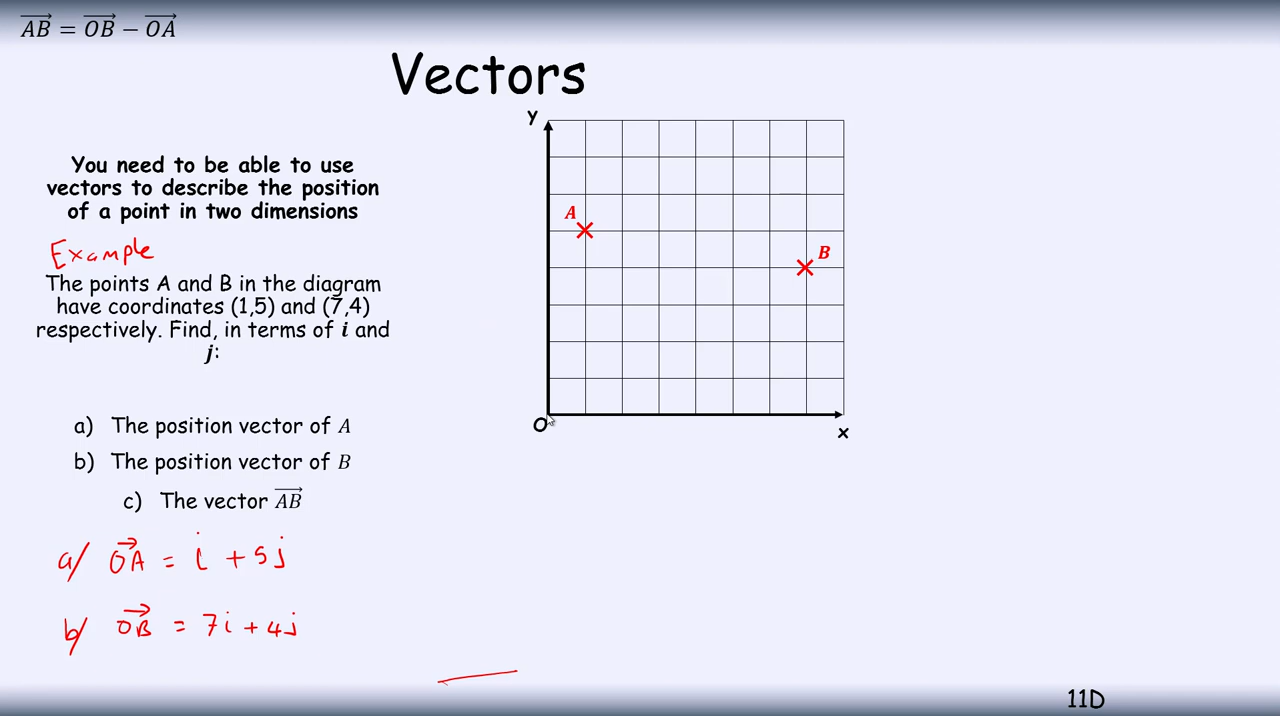 AB = OB − OA
Vectors
You need to be able to use
vectors to describe the position
of a point in two dimensions
Example
The points A and B in the diagram
have coordinates (1,5) and (7,4)
respectively. Find, in terms of i and
j:
a) The position vector of A
b) The position vector of B
c) The vector AB
a/ OA = i + 5j
b/ OB = 7i + 4j
y
A
B
O
x
11D